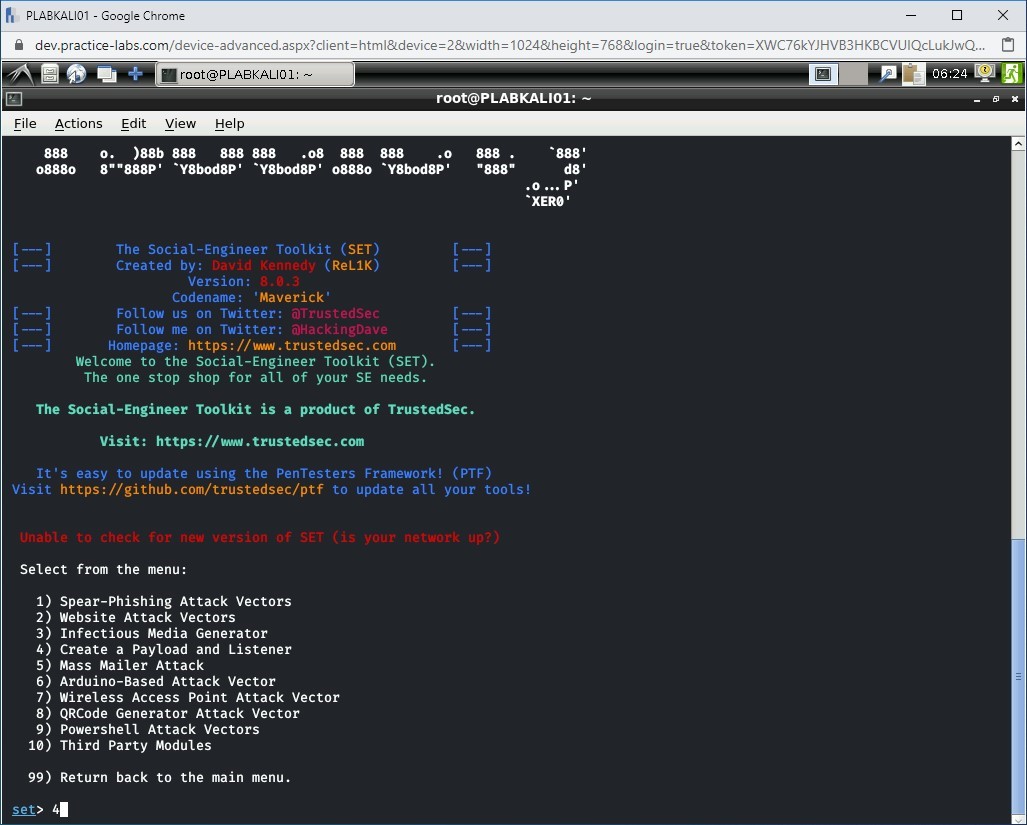 PLABKALI01 - Google Chrome
dev.practice-labs.com/device-advanced.aspx?client=html&device=2&width=1024&height=768&login=true&token=XWC76kYJHVB3HKBCVUIQcLukJwQ...
root@PLABKALI01: ~
06:24
root@PLABKALI01: ~
File Actions Edit View Help
888 o. )88b 888 888 888 .o8 888 888 .o 888 . `888'
o888o 8""888P' `Y8bod8P' `Y8bod8P' o888o `Y8bod8P' "888" d8'
.o...P'
`XER0'
[---] The Social-Engineer Toolkit (SET) [---]
[---] Created by: David Kennedy (ReL1K) [---]
Version: 8.0.3
Codename: 'Maverick'
[---] Follow us on Twitter: @TrustedSec [---]
[---] Follow me on Twitter: @HackingDave [---]
[---] Homepage: https://www.trustedsec.com [---]
Welcome to the Social-Engineer Toolkit (SET).
The one stop shop for all of your SE needs.
The Social-Engineer Toolkit is a product of TrustedSec.
Visit: https://www.trustedsec.com
It's easy to update using the PenTesters Framework! (PTF)
Visit https://github.com/trustedsec/ptf to update all your tools!
Unable to check for new version of SET (is your network up?)
Select from the menu:
1) Spear-Phishing Attack Vectors
2) Website Attack Vectors
3) Infectious Media Generator
4) Create a Payload and Listener
5) Mass Mailer Attack
6) Arduino-Based Attack Vector
7) Wireless Access Point Attack Vector
8) QRCode Generator Attack Vector
9) Powershell Attack Vectors
10) Third Party Modules
99) Return back to the main menu.
set> 4